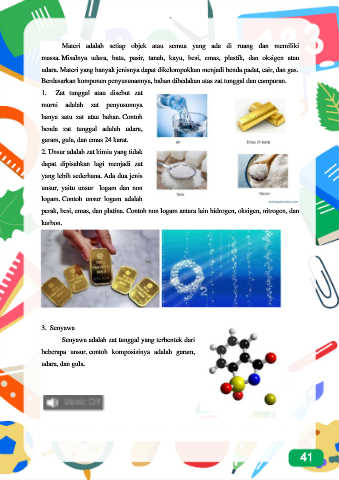 Materi adalah setiap objek atau semua yang ada di ruang dan memiliki
massa. Misalnya udara, batu, pasir, tanah, kayu, besi, emas, plastik, dan oksigen atau
udara. Materi yang banyak jenisnya dapat dikelompokkan menjadi benda padat, cair, dan gas.
Berdasarkan komponen penyusunannya, bahan dibedakan atas zat tunggal dan campuran.
1. Zat tunggal atau disebut zat
murni adalah zat penyusunnya
hanya satu zat atau bahan. Contoh
benda zat tunggal adalah udara,
garam, gula, dan emas 24 karat.
2. Unsur adalah zat kimia yang tidak
dapat dipisahkan lagi menjadi zat
yang lebih sederhana. Ada dua jenis
unsur, yaitu unsur logam dan non
logam. Contoh unsur logam adalah
perak, besi, emas, dan platina. Contoh non logam antara lain hidrogen, oksigen, nitrogen, dan
karbon.
Air
Emas 24 karat
Gula
Garam
3. Senyawa
Senyawa adalah zat tunggal yang terbentuk dari
beberapa unsur. contoh komposisinya adalah garam,
udara, dan gula.
Music Off
41